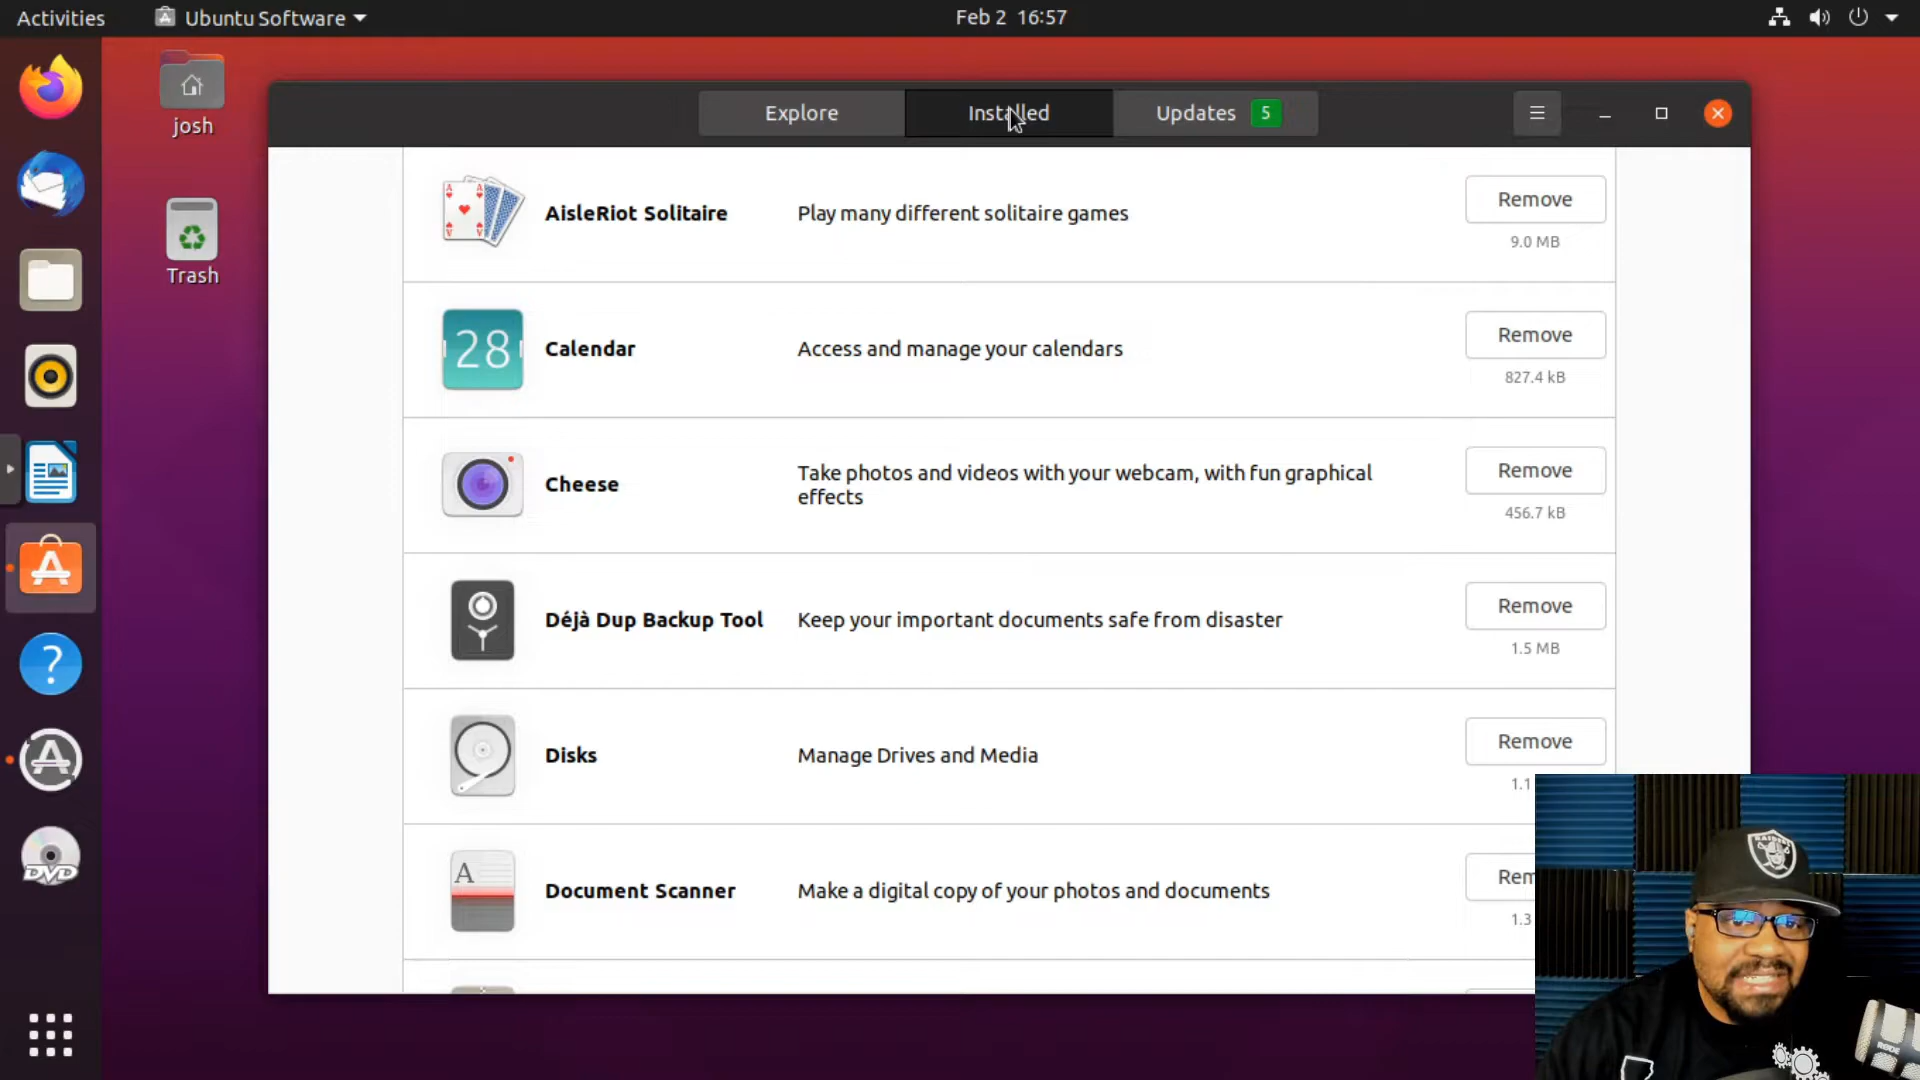 Activities
Ubuntu Software
Feb 2 16:57
josh
Trash
Explore
Installed
Updates 5
AisleRiot Solitaire
Play many different solitaire games
Remove
9.0 MB
28
Calendar
Access and manage your calendars
Remove
827.4 kB
Cheese
Take photos and videos with your webcam, with fun graphical
effects
Remove
456.7 kB
Déjà Dup Backup Tool
Keep your important documents safe from disaster
Remove
1.5 MB
Disks
Manage Drives and Media
Remove
1.1
A
Document Scanner
Make a digital copy of your photos and documents
Rem
1.3
DVD
RAIDERS
RODE